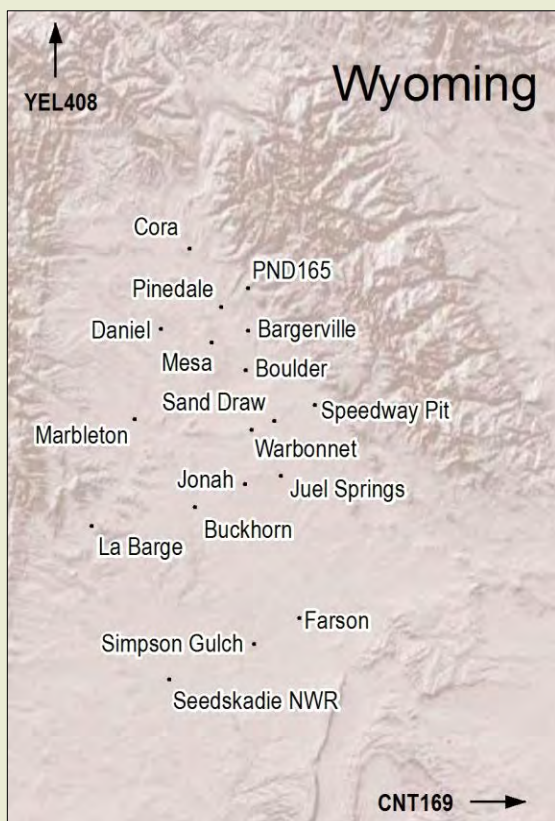 Wyoming
YEL408
Cora
PND165
Pinedale
Daniel
Bargerville
Mesa
Boulder
Sand Draw
Speedway Pit
Marbleton
Warbonnet
Jonah
Juel Springs
Buckhorn
La Barge
Farson
Simpson Gulch
Seedskadie NWR
CNT169